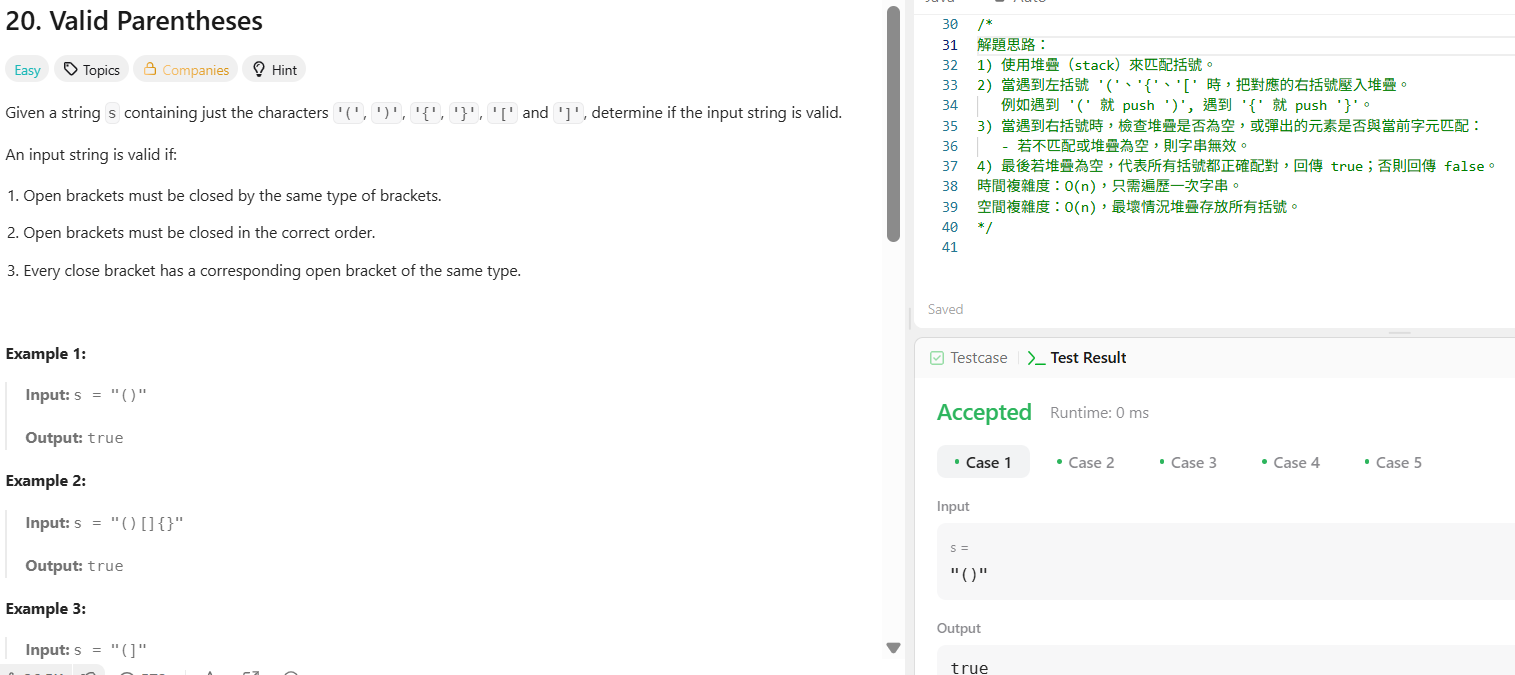 20. Valid Parentheses
Easy Topics Companies Hint
Given a string s containing just the characters '(', ')', '{', '}', '[' and ']', determine if the input string is valid.
An input string is valid if:
1. Open brackets must be closed by the same type of brackets.
2. Open brackets must be closed in the correct order.
3. Every close bracket has a corresponding open bracket of the same type.
Example 1:
Input: s = "()"
Output: true
Example 2:
Input: s = "()[]{}"
Output: true
Example 3:
Input: s = "(]"
30 /*
31 解題思路：
32 1) 使用堆疊（stack）來匹配括號。
33 2) 當遇到左括號 '('、'{'、'[' 時，把對應的右括號壓入堆疊。
34 例如遇到 '(' 就 push ')', 遇到 '{' 就 push '}'。
35 3) 當遇到右括號時，檢查堆疊是否為空，或彈出的元素是否與當前字元匹配：
36 - 若不匹配或堆疊為空，則字串無效。
37 4) 最後若堆疊為空，代表所有括號都正確配對，回傳 true；否則回傳 false。
38 時間複雜度：O(n)，只需遍歷一次字串。
39 空間複雜度：O(n)，最壞情況堆疊存放所有括號。
40 */
41
Saved
Testcase Test Result
Accepted Runtime: 0 ms
Case 1 Case 2 Case 3 Case 4 Case 5
Input
s =
"()"
Output
true